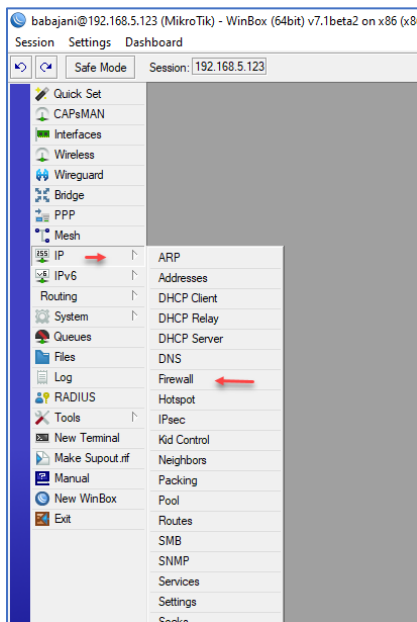 babajani@192.168.5.123 (MikroTik) - WinBox (64bit) v7.1beta2 on x86 (x8
Session Settings Dashboard
Safe Mode Session: 192.168.5.123
Quick Set
CAPsMAN
Interfaces
Wireless
Wireguard
Bridge
PPP
Mesh
IP
IPv6
Routing
System
Queues
Files
Log
RADIUS
Tools
New Terminal
Make Supout.rif
Manual
New WinBox
Exit
ARP
Addresses
DHCP Client
DHCP Relay
DHCP Server
DNS
Firewall
Hotspot
IPsec
Kid Control
Neighbors
Packing
Pool
Routes
SMB
SNMP
Services
Settings
Socks